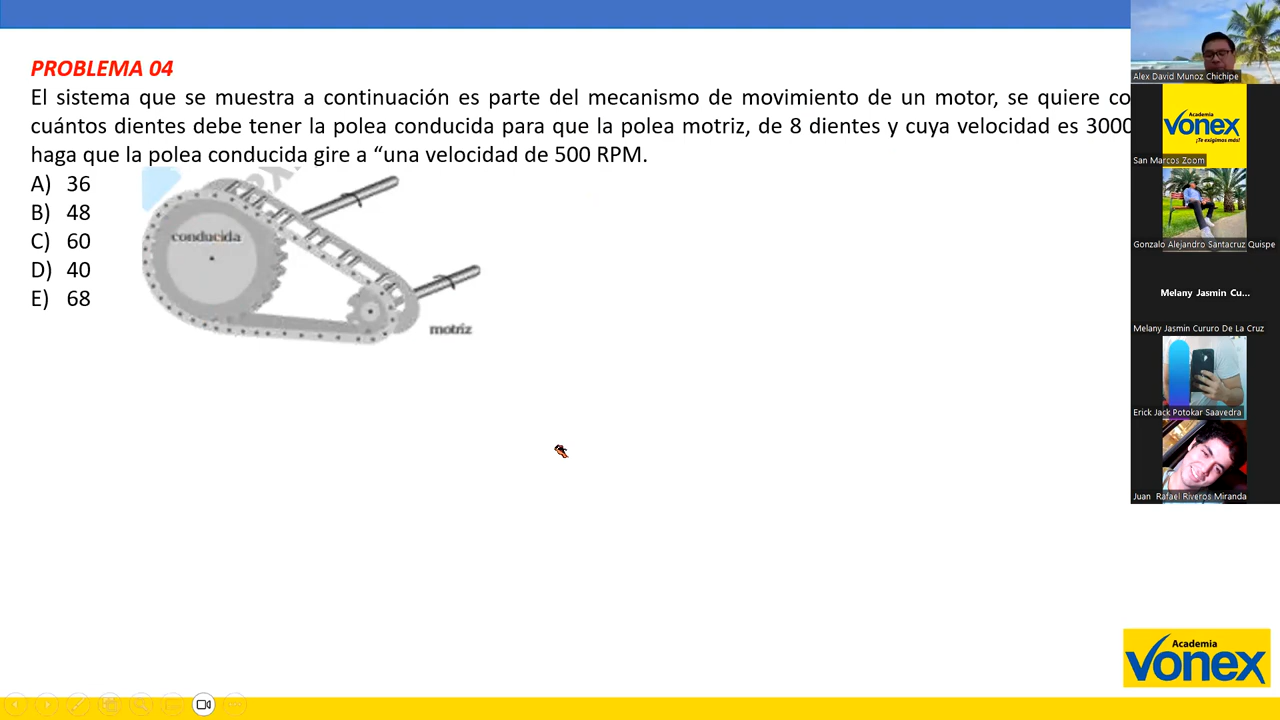 PROBLEMA 04
El sistema que se muestra a continuación es parte del mecanismo de movimiento de un motor, se quiere co
cuántos dientes debe tener la polea conducida para que la polea motriz, de 8 dientes y cuya velocidad es 3000
haga que la polea conducida gire a “una velocidad de 500 RPM.
A) 36
B) 48
C) 60
D) 40
E) 68
conducida
motriz
Alex David Munoz Chichipe
Academia
vonex
¡Te exigimos más!
San Marcos Zoom
Gonzalo Alejandro Santacruz Quispe
Melany Jasmin Cu...
Melany Jasmin Cururo De La Cruz
Erick Jack Potokar Saavedra
Juan Rafael Riveros Miranda
Academia
vonex